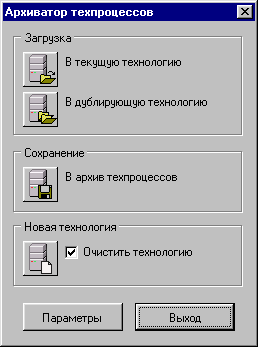 Архиватор техпроцессов
Загрузка
В текущую технологию
В дублирующую технологию
Сохранение
В архив техпроцессов
Новая технология
Очистить технологию
Параметры
Выход